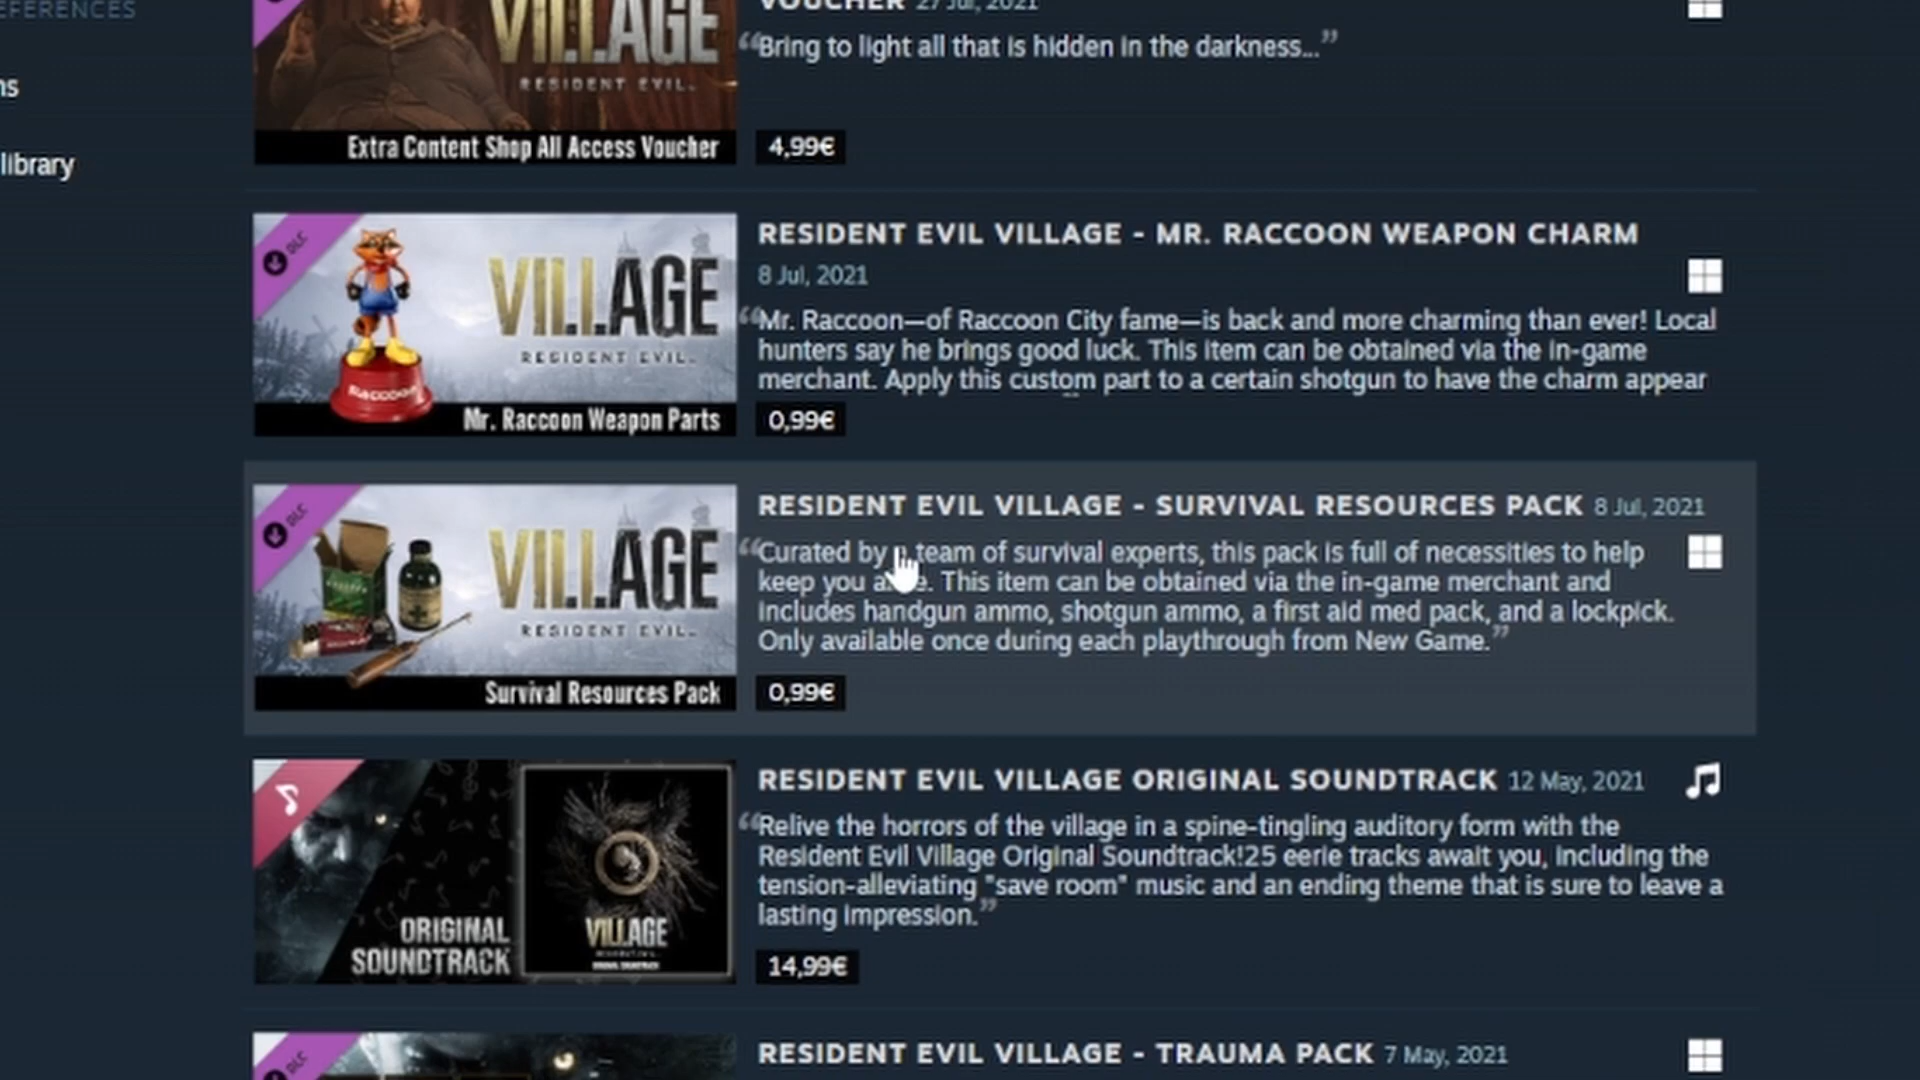 EFERENCES
ns
library
VILLAGE
RESIDENT EVIL
Extra Content Shop All Access Voucher
VOUCHER 27 Jul, 2021
“Bring to light all that is hidden in the darkness...”
4,99€
DLC
VILLAGE
RESIDENT EVIL
RACCOON
Mr. Raccoon Weapon Parts
RESIDENT EVIL VILLAGE - MR. RACCOON WEAPON CHARM
8 Jul, 2021
“Mr. Raccoon—of Raccoon City fame—is back and more charming than ever! Local
hunters say he brings good luck. This item can be obtained via the in-game
merchant. Apply this custom part to a certain shotgun to have the charm appear
0,99€
DLC
VILLAGE
RESIDENT EVIL
Survival Resources Pack
RESIDENT EVIL VILLAGE - SURVIVAL RESOURCES PACK 8 Jul, 2021
“Curated by a team of survival experts, this pack is full of necessities to help
keep you alive. This item can be obtained via the in-game merchant and
includes handgun ammo, shotgun ammo, a first aid med pack, and a lockpick.
Only available once during each playthrough from New Game.”
0,99€
ORIGINAL
SOUNDTRACK
VILLAGE
RESIDENT EVIL VILLAGE ORIGINAL SOUNDTRACK 12 May, 2021
“Relive the horrors of the village in a spine-tingling auditory form with the
Resident Evil Village Original Soundtrack!25 eerie tracks await you, including the
tension-alleviating "save room" music and an ending theme that is sure to leave a
lasting impression.”
14,99€
DLC
RESIDENT EVIL VILLAGE - TRAUMA PACK 7 May, 2021